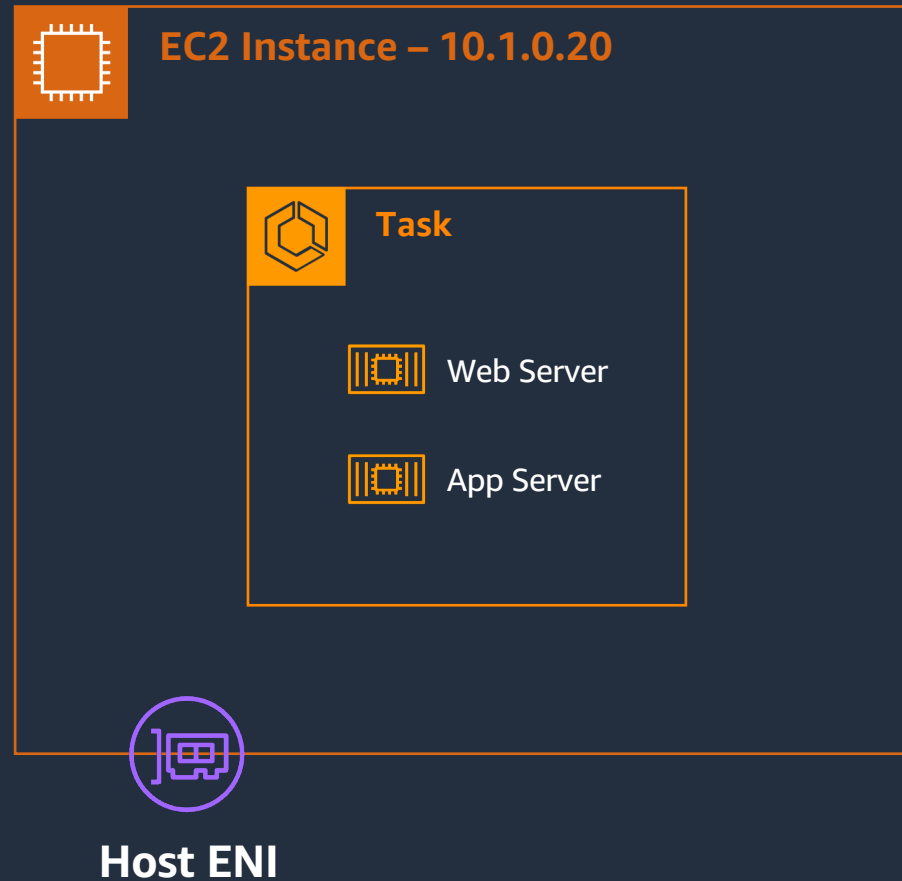 EC2 Instance – 10.1.0.20
Task
Web Server
App Server
Host ENI